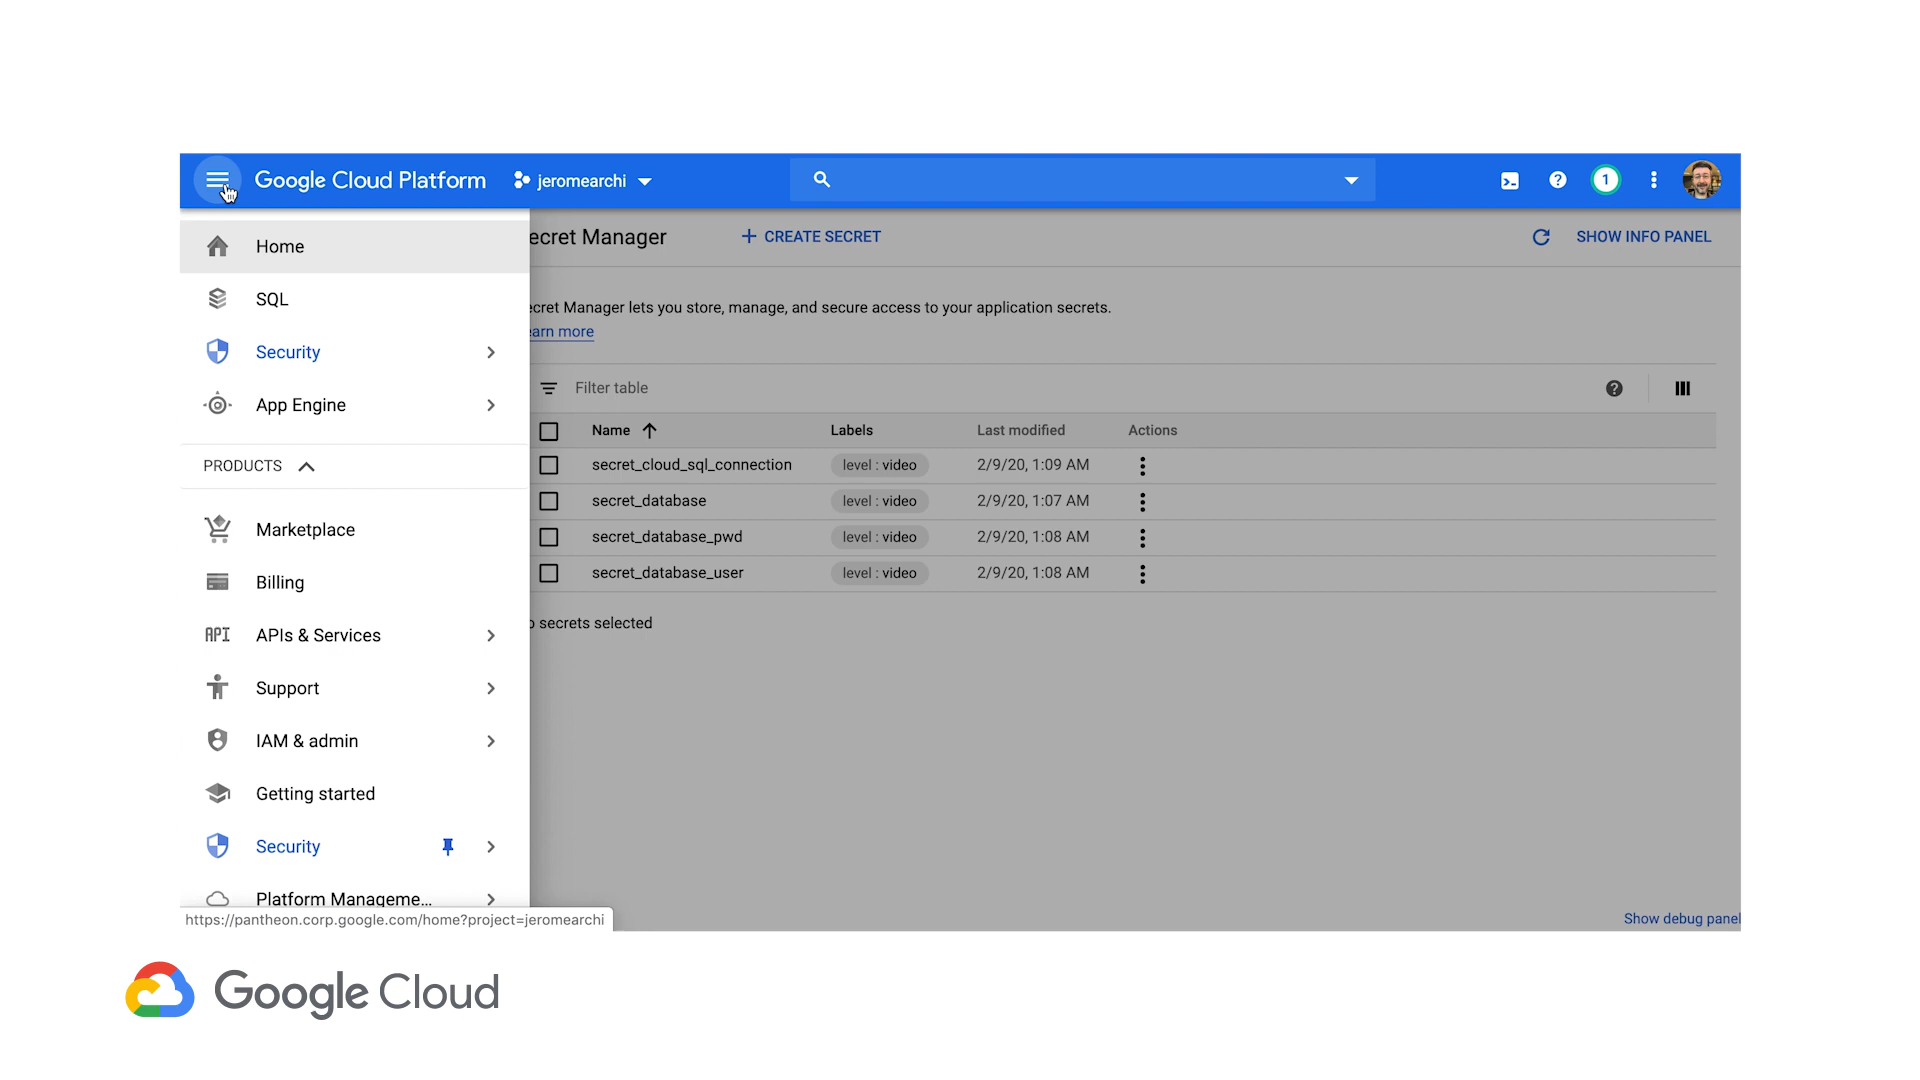 Google Cloud Platform jeromearchi 1
Home
ecret Manager CREATE SECRET SHOW INFO PANEL
SQL
ecret Manager lets you store, manage, and secure access to your application secrets.
earn more
Security
Filter table
App Engine
Name Labels Last modified Actions
PRODUCTS
secret_cloud_sql_connection level : video 2/9/20, 1:09 AM
secret_database level : video 2/9/20, 1:07 AM
Marketplace
secret_database_pwd level : video 2/9/20, 1:08 AM
Billing
secret_database_user level : video 2/9/20, 1:08 AM
o secrets selected
API APIs & Services
Support
IAM & admin
Getting started
Security
Platform Manageme...
https://pantheon.corp.google.com/home?project=jeromearchi
Show debug panel
Google Cloud